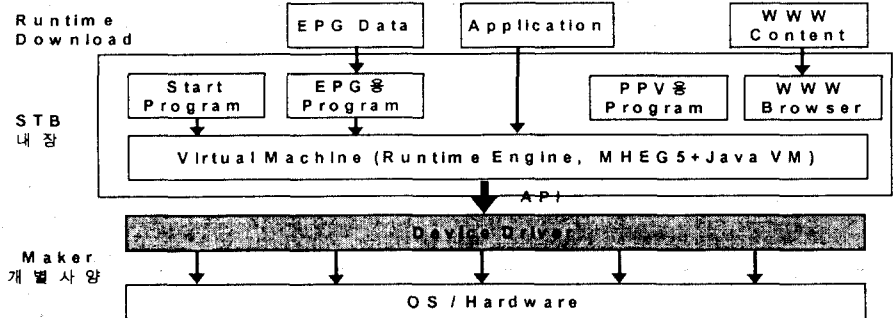 Runtime
Download
EPG Data
Application
WWW
Content
Start
Program
EPG용
Program
PPV용
Program
WWW
Browser
STB
내장
Virtual Machine (Runtime Engine, MHEG5+Java VM)
API
Device Driver
Maker
개별사양
OS / Hardware